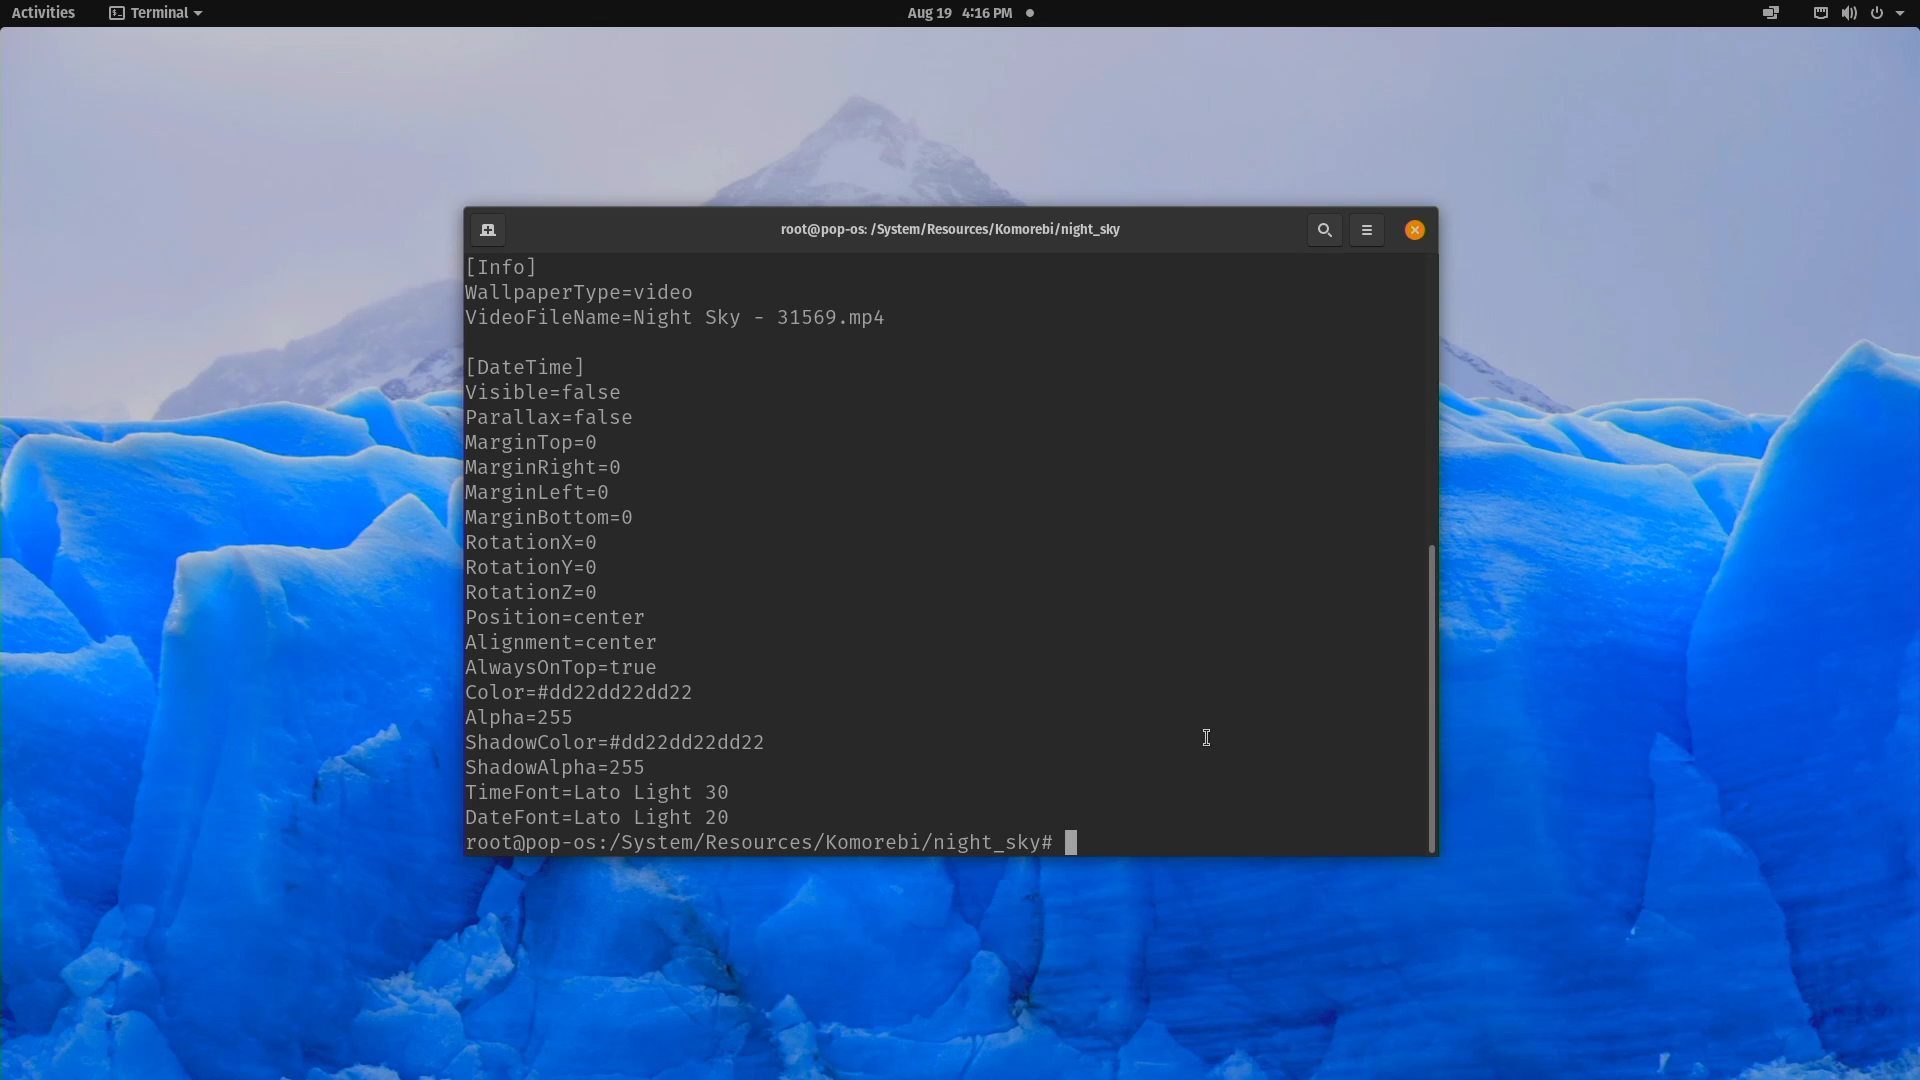 Activities
Terminal
Aug 19 4:16 PM
root@pop-os: /System/Resources/Komorebi/night_sky
[Info]
WallpaperType=video
VideoFileName=Night Sky - 31569.mp4
[DateTime]
Visible=false
Parallax=false
MarginTop=0
MarginRight=0
MarginLeft=0
MarginBottom=0
RotationX=0
RotationY=0
RotationZ=0
Position=center
Alignment=center
AlwaysOnTop=true
Color=#dd22dd22dd22
Alpha=255
ShadowColor=#dd22dd22dd22
ShadowAlpha=255
TimeFont=Lato Light 30
DateFont=Lato Light 20
root@pop-os:/System/Resources/Komorebi/night_sky#